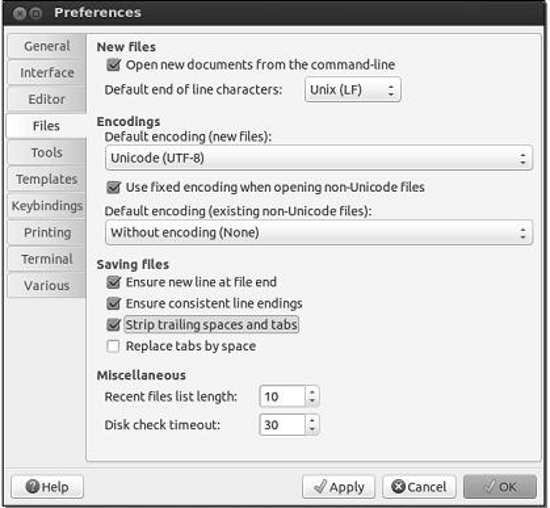 Preferences
General
Interface
Editor
Files
Tools
Templates
Keybindings
Printing
Terminal
Various
New files
Open new documents from the command-line
Default end of line characters: Unix (LF)
Encodings
Default encoding (new files):
Unicode (UTF-8)
Use fixed encoding when opening non-Unicode files
Default encoding (existing non-Unicode files):
Without encoding (None)
Saving files
Ensure new line at file end
Ensure consistent line endings
Strip trailing spaces and tabs
Replace tabs by space
Miscellaneous
Recent files list length: 10
Disk check timeout: 30
Help
Apply
Cancel
OK